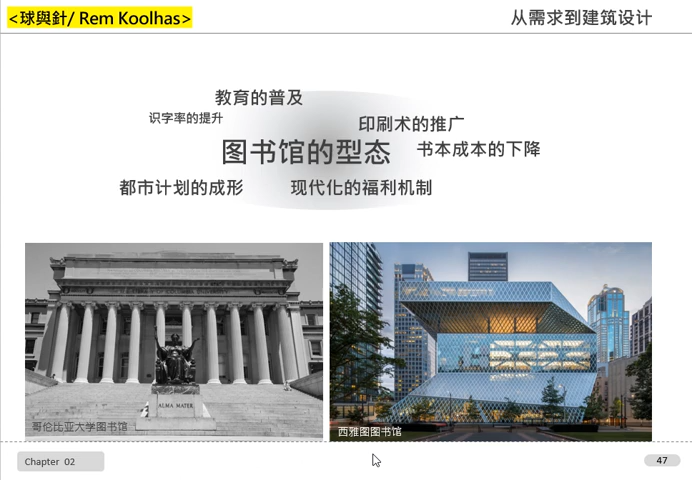 <球與針/ Rem Koolhas>
从需求到建筑设计
教育的普及
识字率的提升
印刷术的推广
图书馆的型态
书本成本的下降
都市计划的成形
现代化的福利机制
ALMA MATER
哥伦比亚大学图书馆
西雅图图书馆
Chapter 02
47